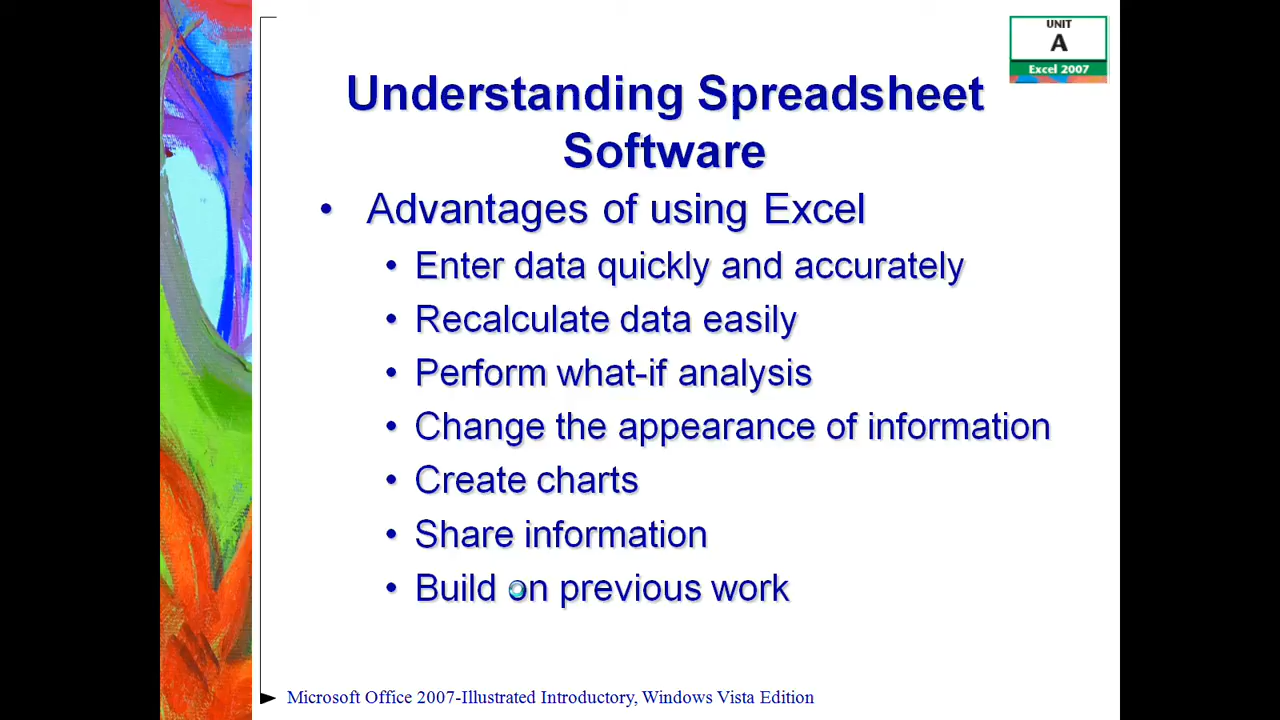 UNIT
A
Excel 2007
Understanding Spreadsheet
Software
• Advantages of using Excel
• Enter data quickly and accurately
• Recalculate data easily
• Perform what-if analysis
• Change the appearance of information
• Create charts
• Share information
• Build on previous work
Microsoft Office 2007-Illustrated Introductory, Windows Vista Edition